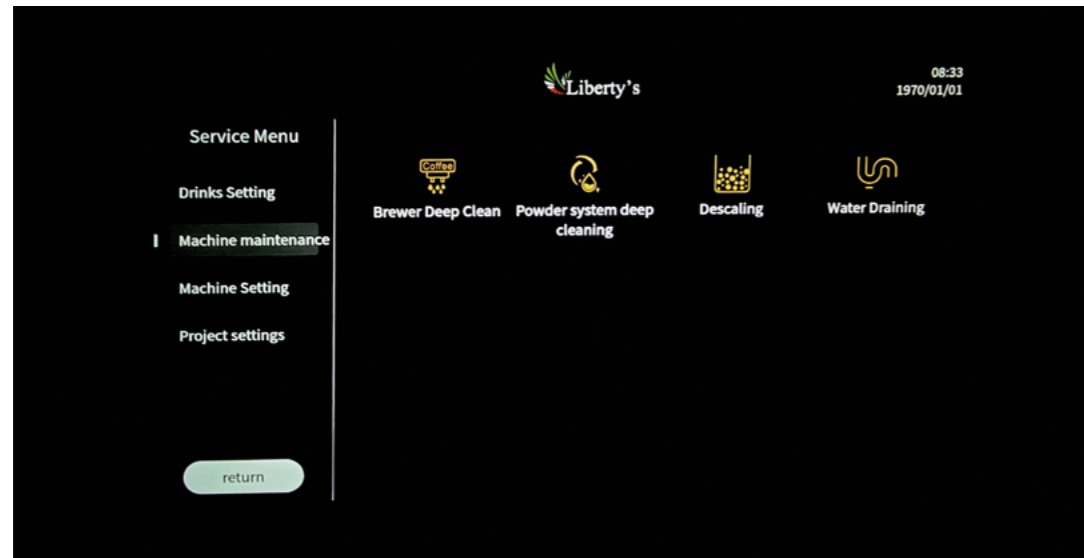 Liberty's
08:33
1970/01/01
Service Menu
Drinks Setting
Machine maintenance
Machine Setting
Project settings
return
Coffee
Brewer Deep Clean
Powder system deep
cleaning
Descaling
Water Draining